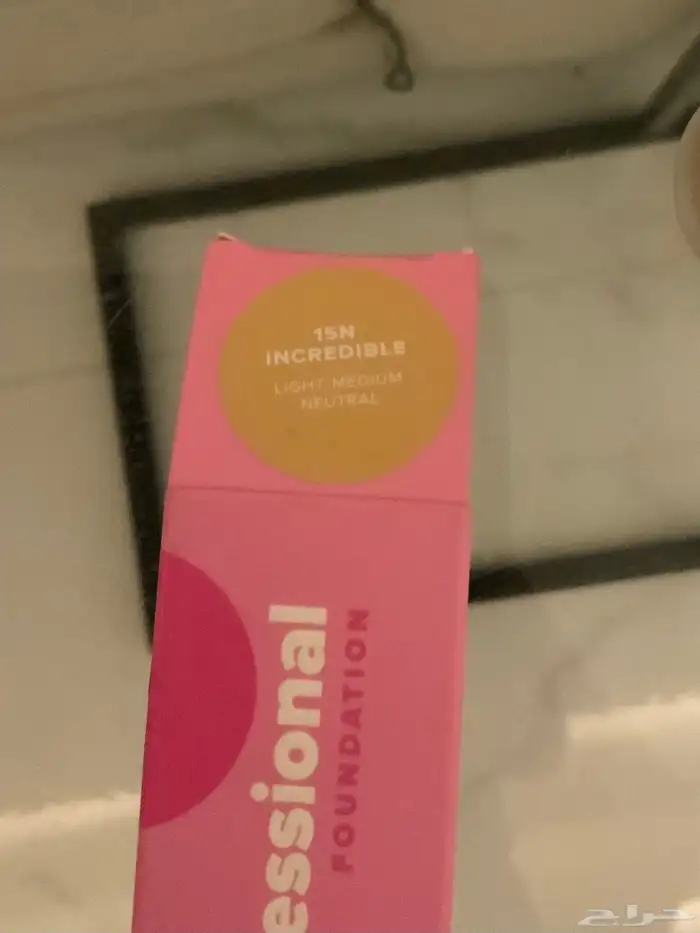 15N
INCREDIBLE
LIGHT MEDIUM
NEUTRAL
essional
FOUNDATION
حراج